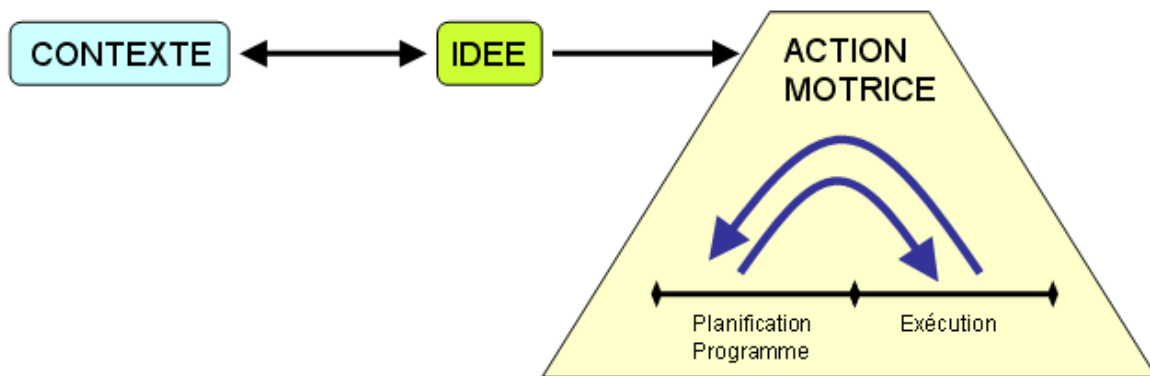 CONTEXTE
IDEE
ACTION
MOTRICE
Planification
Programme
Exécution